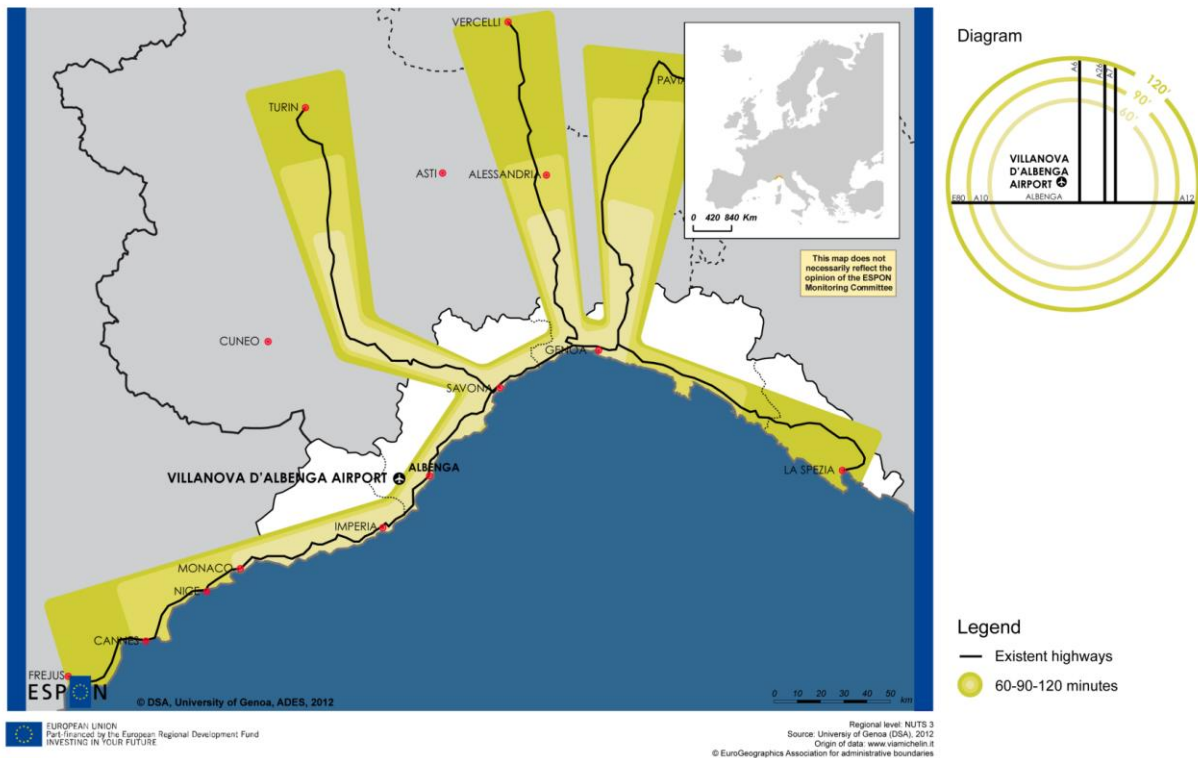 VERCELLI
TURIN
PAVIA
ASTI
ALESSANDRIA
0 420 840 Km
This map does not
necessarily reflect the
opinion of the ESPON
Monitoring Committee
CUNEO
GENOA
SAVONA
VILLANOVA D'ALBENGA AIRPORT
ALBENGA
LA SPEZIA
IMPERIA
MONACO
NICE
CANNES
FREJUS
ESPON
© DSA, University of Genoa, ADES, 2012
0 10 20 30 40 50
km
EUROPEAN UNION
Part-financed by the European Regional Development Fund
INVESTING IN YOUR FUTURE
Regional level: NUTS 3
Source: Universiy of Genoa (DSA), 2012
Origin of data: www.viamichelin.it
© EuroGeographics Association for administrative boundaries
Diagram
A6
A26
A7
120'
90'
60'
VILLANOVA
D'ALBENGA
AIRPORT
E80
A10
ALBENGA
A12
Legend
Existent highways
60-90-120 minutes